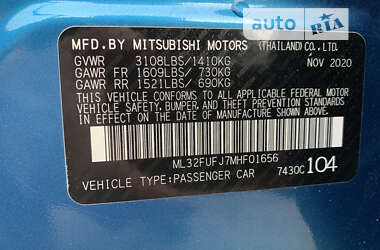 auto RIA
MFD.BY MITSUBISHI MOTORS (THAILAND)CO.,LTD.
GVWR 3108LBS/1410KG NOV 2020
GAWR FR 1609LBS/ 730KG
GAWR RR 1521LBS/ 690KG
THIS VEHICLE CONFORMS TO ALL APPLICABLE FEDERAL MOTOR
VEHICLE SAFETY, BUMPER, AND THEFT PREVENTION STANDARDS
IN EFFECT ON THE DATE OF MANUFACTURE SHOWN ABOVE.
ML32FUFJ7MHF01656
VEHICLE TYPE:PASSENGER CAR 7430C 104